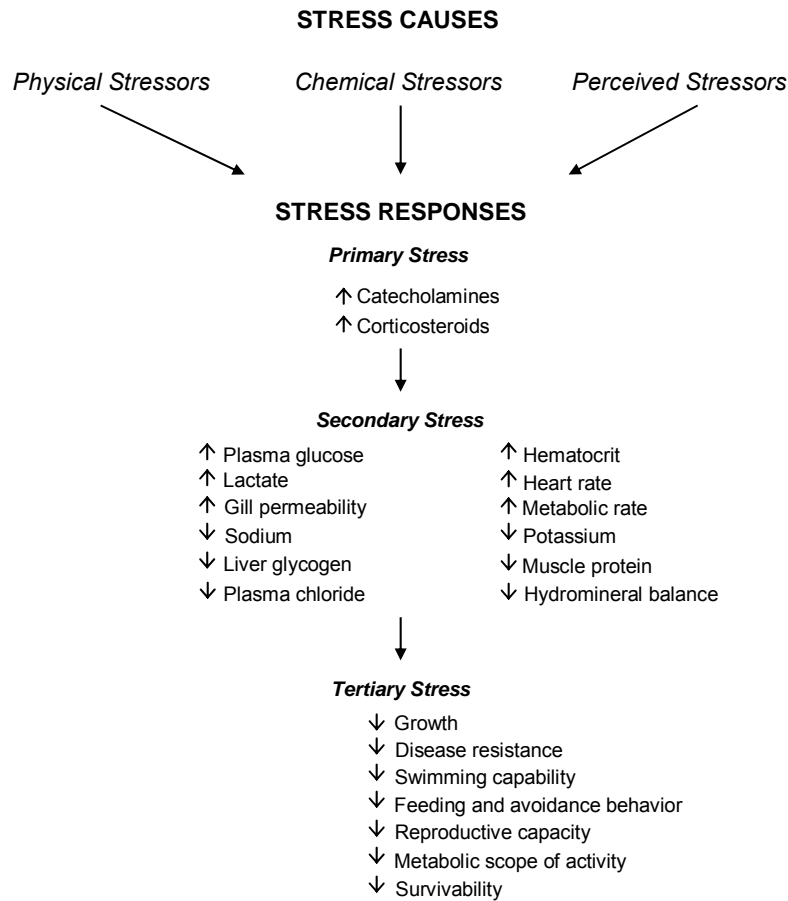 STRESS CAUSES
Physical Stressors Chemical Stressors Perceived Stressors
STRESS RESPONSES
Primary Stress
↑ Catecholamines
↑ Corticosteroids
Secondary Stress
↑ Plasma glucose
↑ Lactate
↑ Gill permeability
↓ Sodium
↓ Liver glycogen
↓ Plasma chloride
↑ Hematocrit
↑ Heart rate
↑ Metabolic rate
↓ Potassium
↓ Muscle protein
↓ Hydromineral balance
Tertiary Stress
↓ Growth
↓ Disease resistance
↓ Swimming capability
↓ Feeding and avoidance behavior
↓ Reproductive capacity
↓ Metabolic scope of activity
↓ Survivability